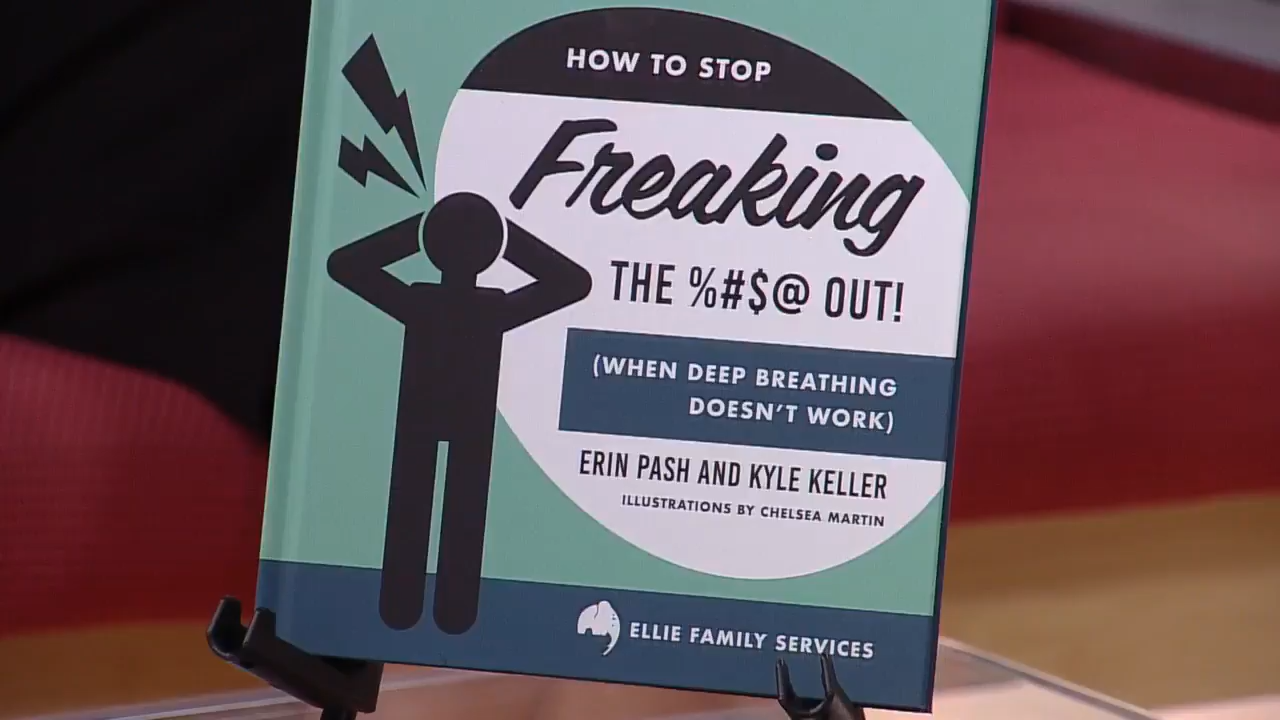 HOW TO STOP
Freaking
THE %#$@ OUT!
(WHEN DEEP BREATHING
DOESN'T WORK)
ERIN PASH AND KYLE KELLER
ILLUSTRATIONS BY CHELSEA MARTIN
ELLIE FAMILY SERVICES